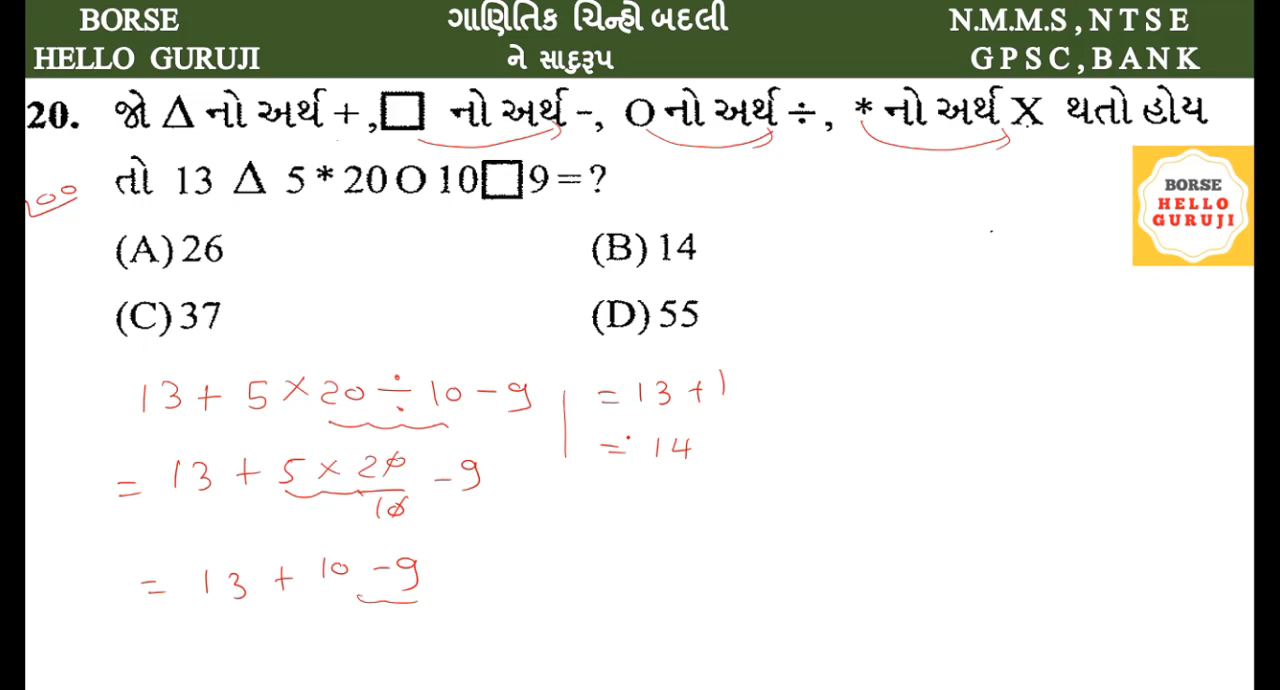 BORSE
HELLO GURUJI
ગાણિતિક ચિન્હો બદલી
ને સાદુરૂપ
N.M.M.S , N T S E
G P S C , B A N K
20. જો Δ નો અર્થ + , □ નો અર્થ -, O નો અર્થ ÷, * નો અર્થ X થતો હોય
તો 13 Δ 5 * 20 O 10 □ 9 = ?
(A) 26
(B) 14
(C) 37
(D) 55
BORSE
HELLO
GURUJI
13 + 5 × 20 ÷ 10 - 9
= 13 + 5 × 20/10 - 9
= 13 + 10 - 9
= 13 + 1
= 14